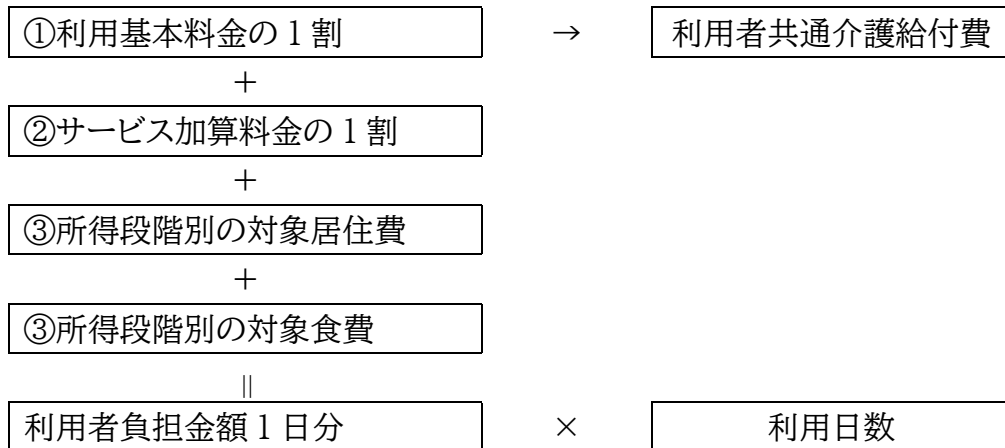 ①利用基本料金の1割 → 利用者共通介護給付費
＋
②サービス加算料金の1割
＋
③所得段階別の対象居住費
＋
③所得段階別の対象食費
॥
利用者負担金額1日分 × 利用日数